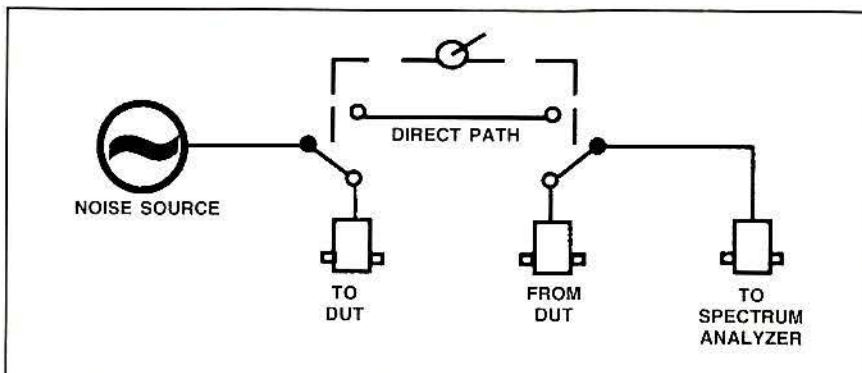 DIRECT PATH
NOISE SOURCE
TO
DUT
FROM
DUT
TO
SPECTRUM
ANALYZER